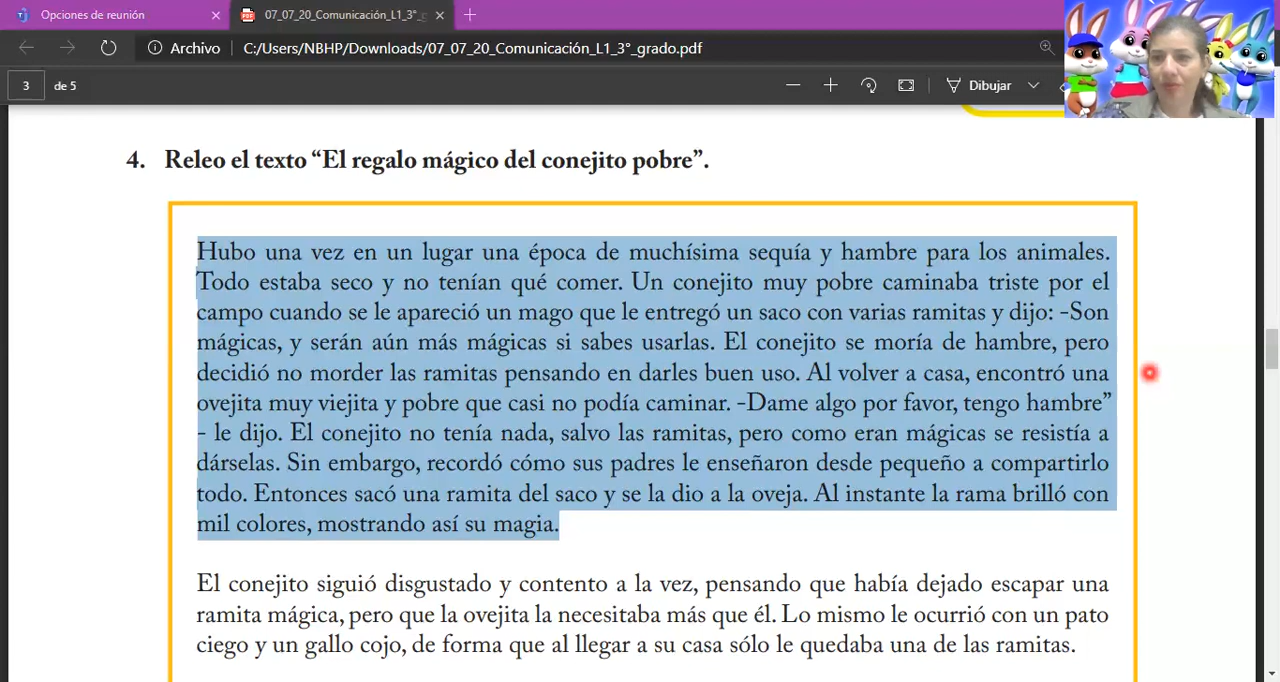 Opciones de reunión
07_07_20_Comunicación_L1_3°_g
Archivo
C:/Users/NBHP/Downloads/07_07_20_Comunicación_L1_3°_grado.pdf
3 de 5
Dibujar
4. Releo el texto “El regalo mágico del conejito pobre”.
Hubo una vez en un lugar una época de muchísima sequía y hambre para los animales.
Todo estaba seco y no tenían qué comer. Un conejito muy pobre caminaba triste por el
campo cuando se le apareció un mago que le entregó un saco con varias ramitas y dijo: -Son
mágicas, y serán aún más mágicas si sabes usarlas. El conejito se moría de hambre, pero
decidió no morder las ramitas pensando en darles buen uso. Al volver a casa, encontró una
ovejita muy viejita y pobre que casi no podía caminar. -Dame algo por favor, tengo hambre”
- le dijo. El conejito no tenía nada, salvo las ramitas, pero como eran mágicas se resistía a
dárselas. Sin embargo, recordó cómo sus padres le enseñaron desde pequeño a compartirlo
todo. Entonces sacó una ramita del saco y se la dio a la oveja. Al instante la rama brilló con
mil colores, mostrando así su magia.
El conejito siguió disgustado y contento a la vez, pensando que había dejado escapar una
ramita mágica, pero que la ovejita la necesitaba más que él. Lo mismo le ocurrió con un pato
ciego y un gallo cojo, de forma que al llegar a su casa sólo le quedaba una de las ramitas.